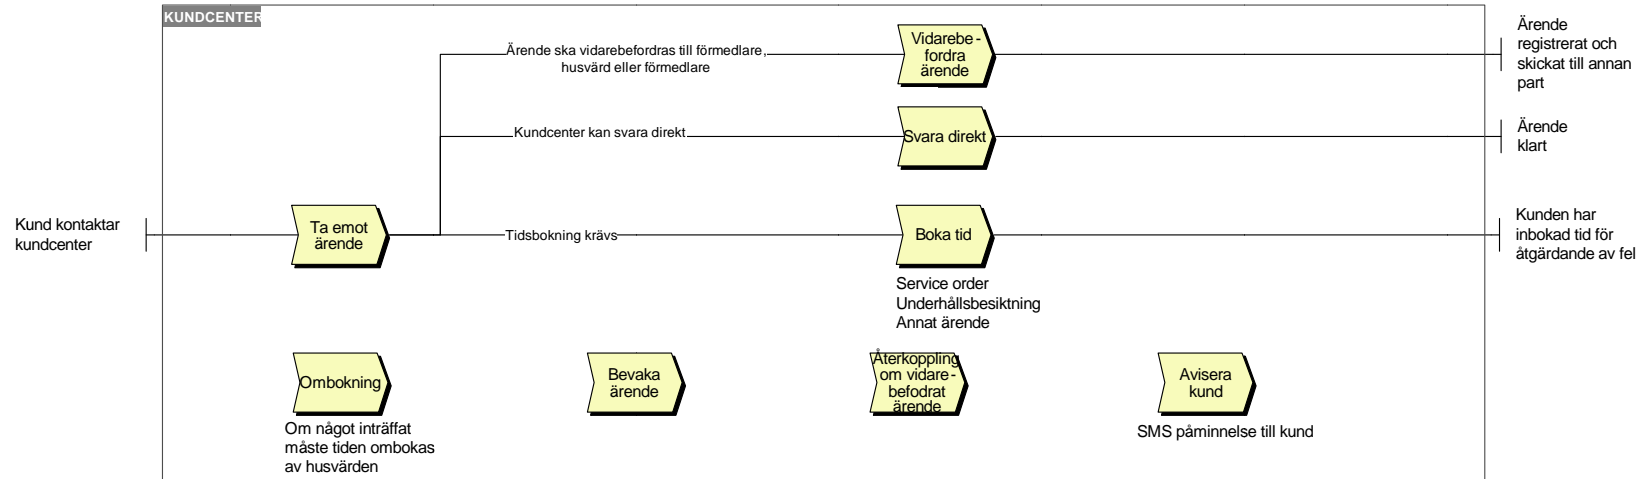 KUNDCENTER
Ärende ska vidarebefordras till förmedlare,
husvärd eller förmedlare
Vidarebe-
fordra
ärende
Ärende
registrerat och
skickat till annan
part
Kundcenter kan svara direkt
Svara direkt
Ärende
klart
Kund kontaktar
kundcenter
Ta emot
ärende
Tidsbokning krävs
Boka tid
Kunden har
inbokad tid för
åtgärdande av fel
Service order
Underhållsbesiktning
Annat ärende
Ombokning
Om något inträffat
måste tiden ombokas
av husvärden
Bevaka
ärende
Återkoppling
om vidare-
befodrat
ärende
Avisera
kund
SMS påminnelse till kund